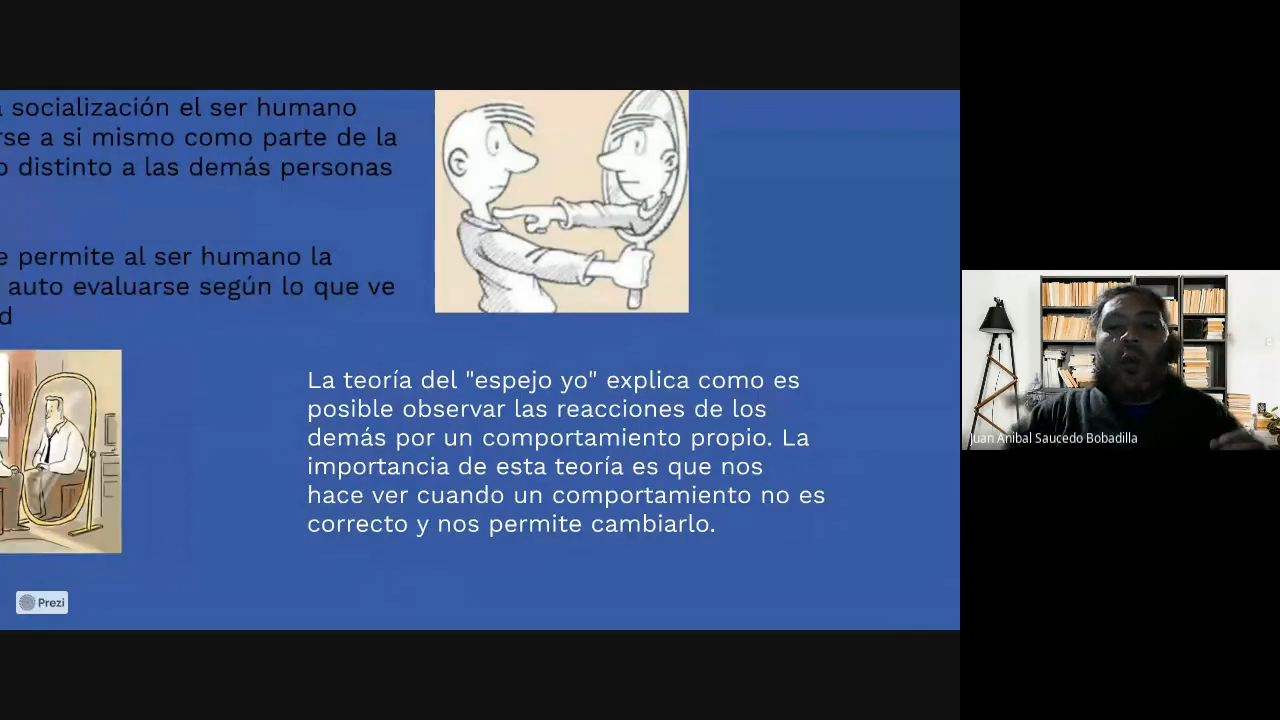 socialización el ser humano
rse a si mismo como parte de la
o distinto a las demás personas
e permite al ser humano la
auto evaluarse según lo que ve
d
La teoría del "espejo yo" explica como es
posible observar las reacciones de los
demás por un comportamiento propio. La
importancia de esta teoría es que nos
hace ver cuando un comportamiento no es
correcto y nos permite cambiarlo.
Prezi
Juan Anibal Saucedo Bobadilla